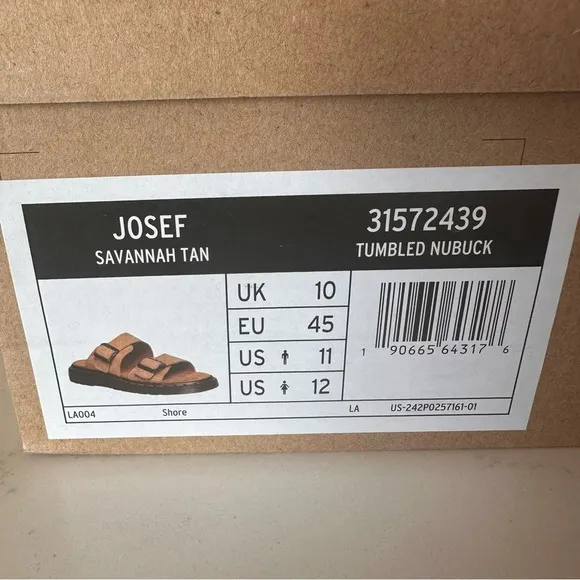 JOSEF
SAVANNAH TAN
31572439
TUMBLED NUBUCK
UK 10
EU 45
US 11
US 12
1 90665 64317 6
LA004 Shore LA US-242P0257161-01